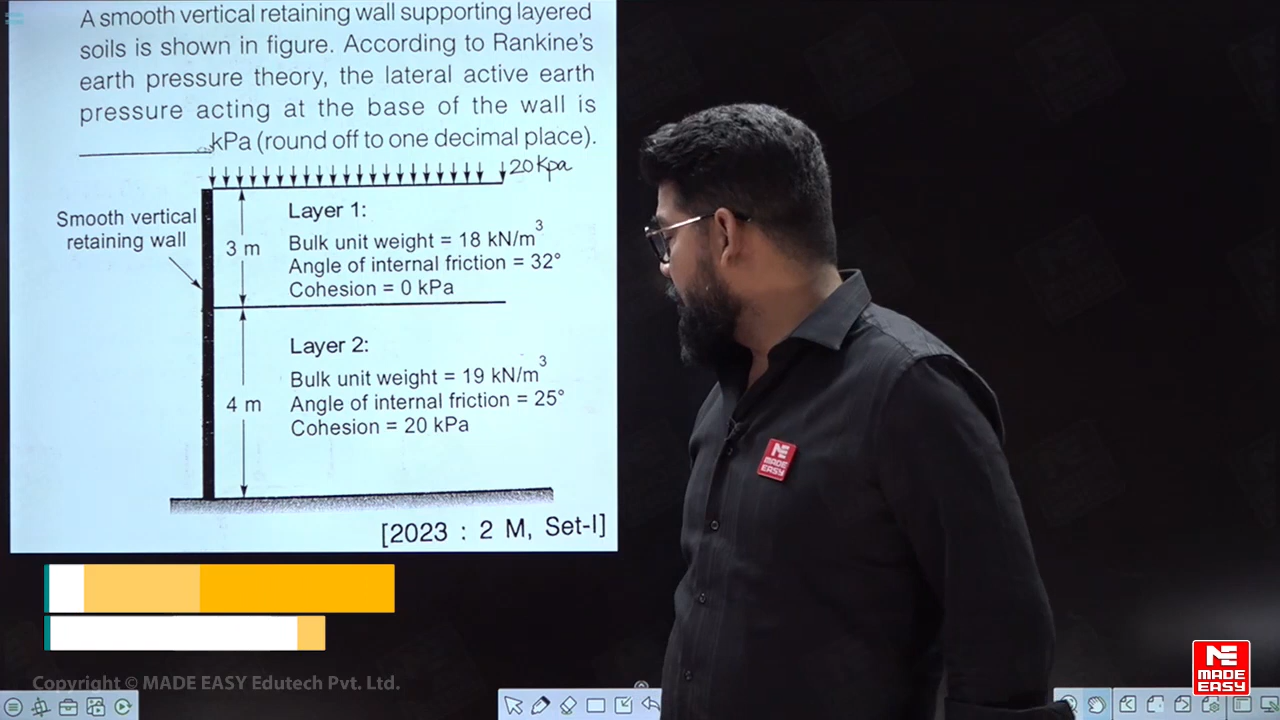 A smooth vertical retaining wall supporting layered
soils is shown in figure. According to Rankine's
earth pressure theory, the lateral active earth
pressure acting at the base of the wall is
________kPa (round off to one decimal place).
20 Kpa
Smooth vertical
retaining wall
3 m
Layer 1:
Bulk unit weight = 18 kN/m³
Angle of internal friction = 32°
Cohesion = 0 kPa
4 m
Layer 2:
Bulk unit weight = 19 kN/m³
Angle of internal friction = 25°
Cohesion = 20 kPa
[2023 : 2 M, Set-I]
ME
MADE
EASY
Copyright © MADE EASY Edutech Pvt. Ltd.
ME
MADE
EASY